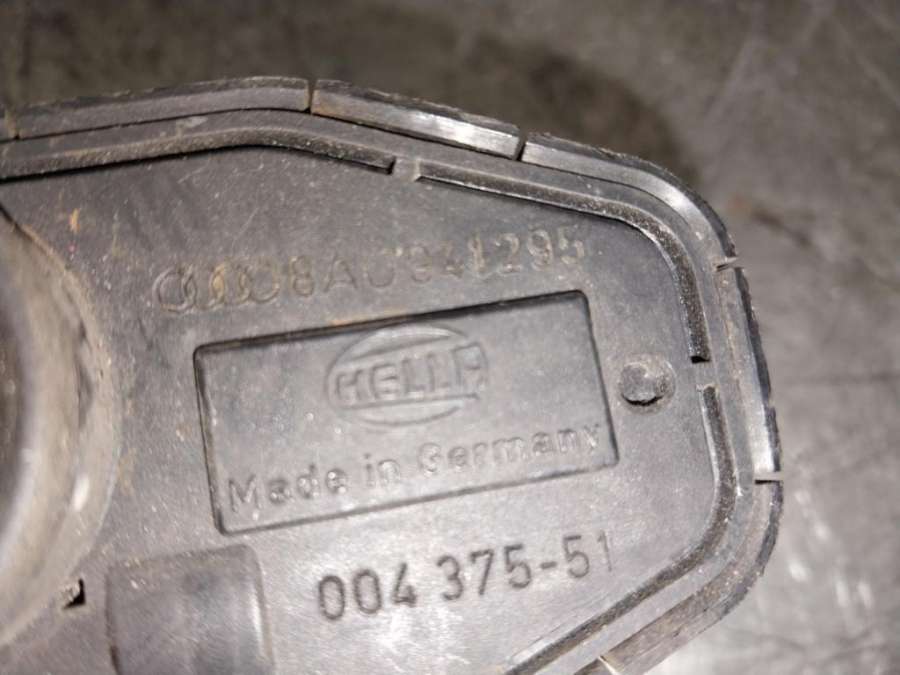 8A0941295
HELLA
Made in Germany
004 375-51